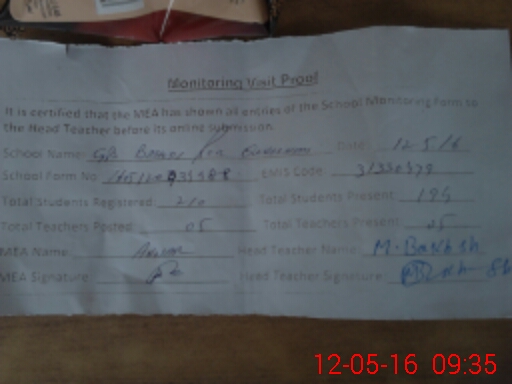 Monitoring Visit Proof
It is certified that the MEA has shown all entries of the School Monitoring Form to
the Head Teacher before its online submission.
School Name: GPS Date: 12-5-16
School Form No EMIS Code 31330378
Total Students Registered: 210 Total Students Present
Total Teachers Posted 05 Total Teachers Present 05
MEA Name: Head Teacher Name: M. Bakhsh
MEA Signature Head Teacher Signature
12-05-16 09:35